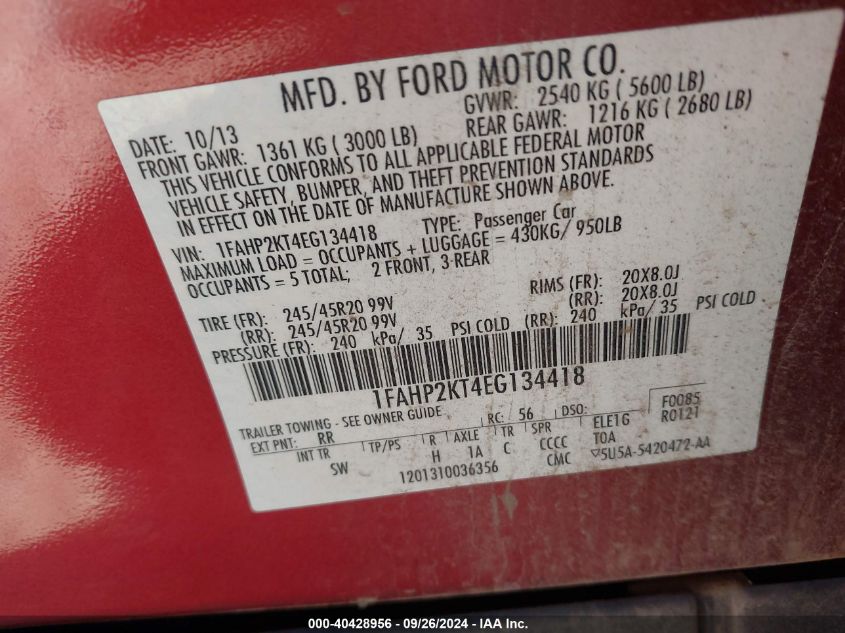 MFD. BY FORD MOTOR CO.
DATE: 10/13 GVWR: 2540 KG ( 5600 LB)
FRONT GAWR: 1361 KG ( 3000 LB) REAR GAWR: 1216 KG ( 2680 LB)
THIS VEHICLE CONFORMS TO ALL APPLICABLE FEDERAL MOTOR
VEHICLE SAFETY, BUMPER, AND THEFT PREVENTION STANDARDS
IN EFFECT ON THE DATE OF MANUFACTURE SHOWN ABOVE.
VIN: 1FAHP2KT4EG134418 TYPE: Passenger Car
MAXIMUM LOAD = OCCUPANTS + LUGGAGE = 430KG/ 950LB
OCCUPANTS = 5 TOTAL; 2 FRONT, 3-REAR
TIRE (FR): 245/45R20 99V RIMS (FR): 20X8.0J
(RR): 245/45R20 99V (RR): 20X8.0J
PRESSURE (FR): 240 kPa/ 35 PSI COLD (RR): 240 kPa/ 35 PSI COLD
1FAHP2KT4EG134418
F0085
TRAILER TOWING - SEE OWNER GUIDE RC: 56 DSO: R0121
EXT PNT: RR
INT TR TP/PS R AXLE TR SPR ELE1G
SW H 1A C CCCC T0A
1201310036356 CMC ▽5U5A-5420472-AA
000-40428956 - 09/26/2024 - IAA Inc.